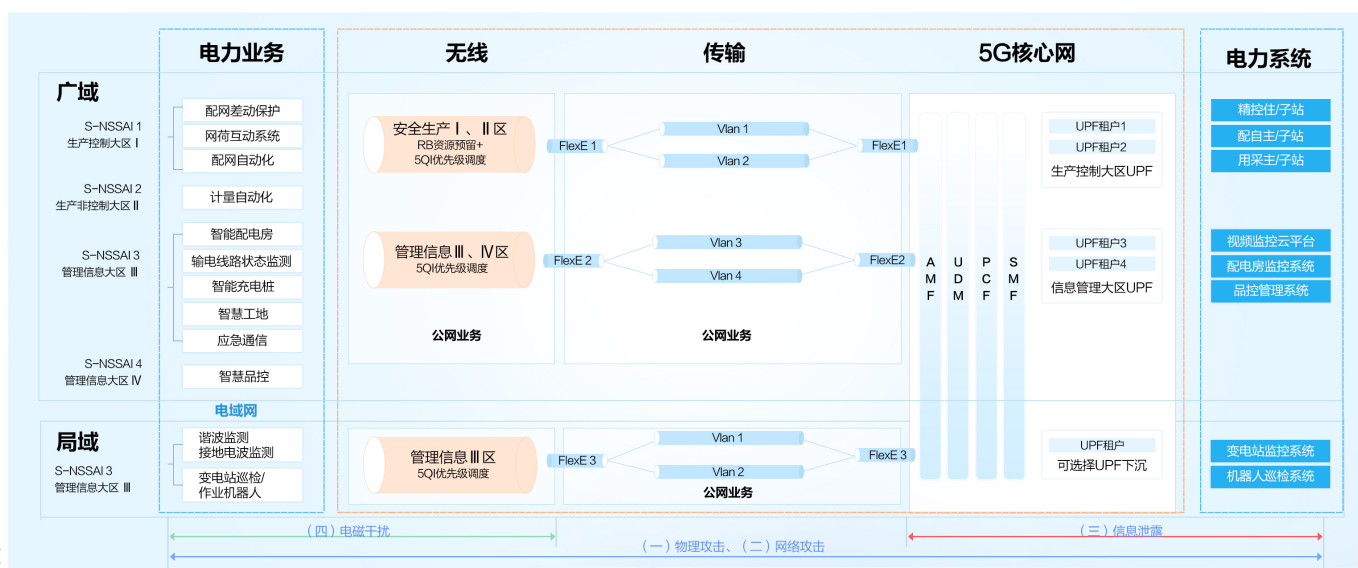 电力业务
无线
传输
5G核心网
电力系统
广域
S-NSSAI 1
生产控制大区 Ⅰ
配网差动保护
网荷互动系统
配网自动化
S-NSSAI 2
生产非控制大区 Ⅱ
计量自动化
S-NSSAI 3
管理信息大区 Ⅲ
智能配电房
输电线路状态监测
智能充电桩
智慧工地
应急通信
S-NSSAI 4
管理信息大区 Ⅳ
智慧品控
电域网
安全生产Ⅰ、Ⅱ区
RB资源预留+
5QI优先级调度
FlexE 1
Vlan 1
Vlan 2
FlexE1
管理信息Ⅲ、Ⅳ区
5QI优先级调度
FlexE 2
Vlan 3
Vlan 4
FlexE2
公网业务
公网业务
AMF
UDM
PCF
SMF
UPF租户1
UPF租户2
生产控制大区UPF
UPF租户3
UPF租户4
信息管理大区UPF
精控住/子站
配自主/子站
用采主/子站
视频监控云平台
配电房监控系统
品控管理系统
局域
S-NSSAI 3
管理信息大区 Ⅲ
谐波监测
接地电波监测
变电站巡检/
作业机器人
管理信息Ⅲ区
5QI优先级调度
FlexE 3
Vlan 1
Vlan 2
FlexE 3
公网业务
UPF租户
可选择UPF下沉
变电站监控系统
机器人巡检系统
（四）电磁干扰
（三）信息泄露
（一）物理攻击、（二）网络攻击